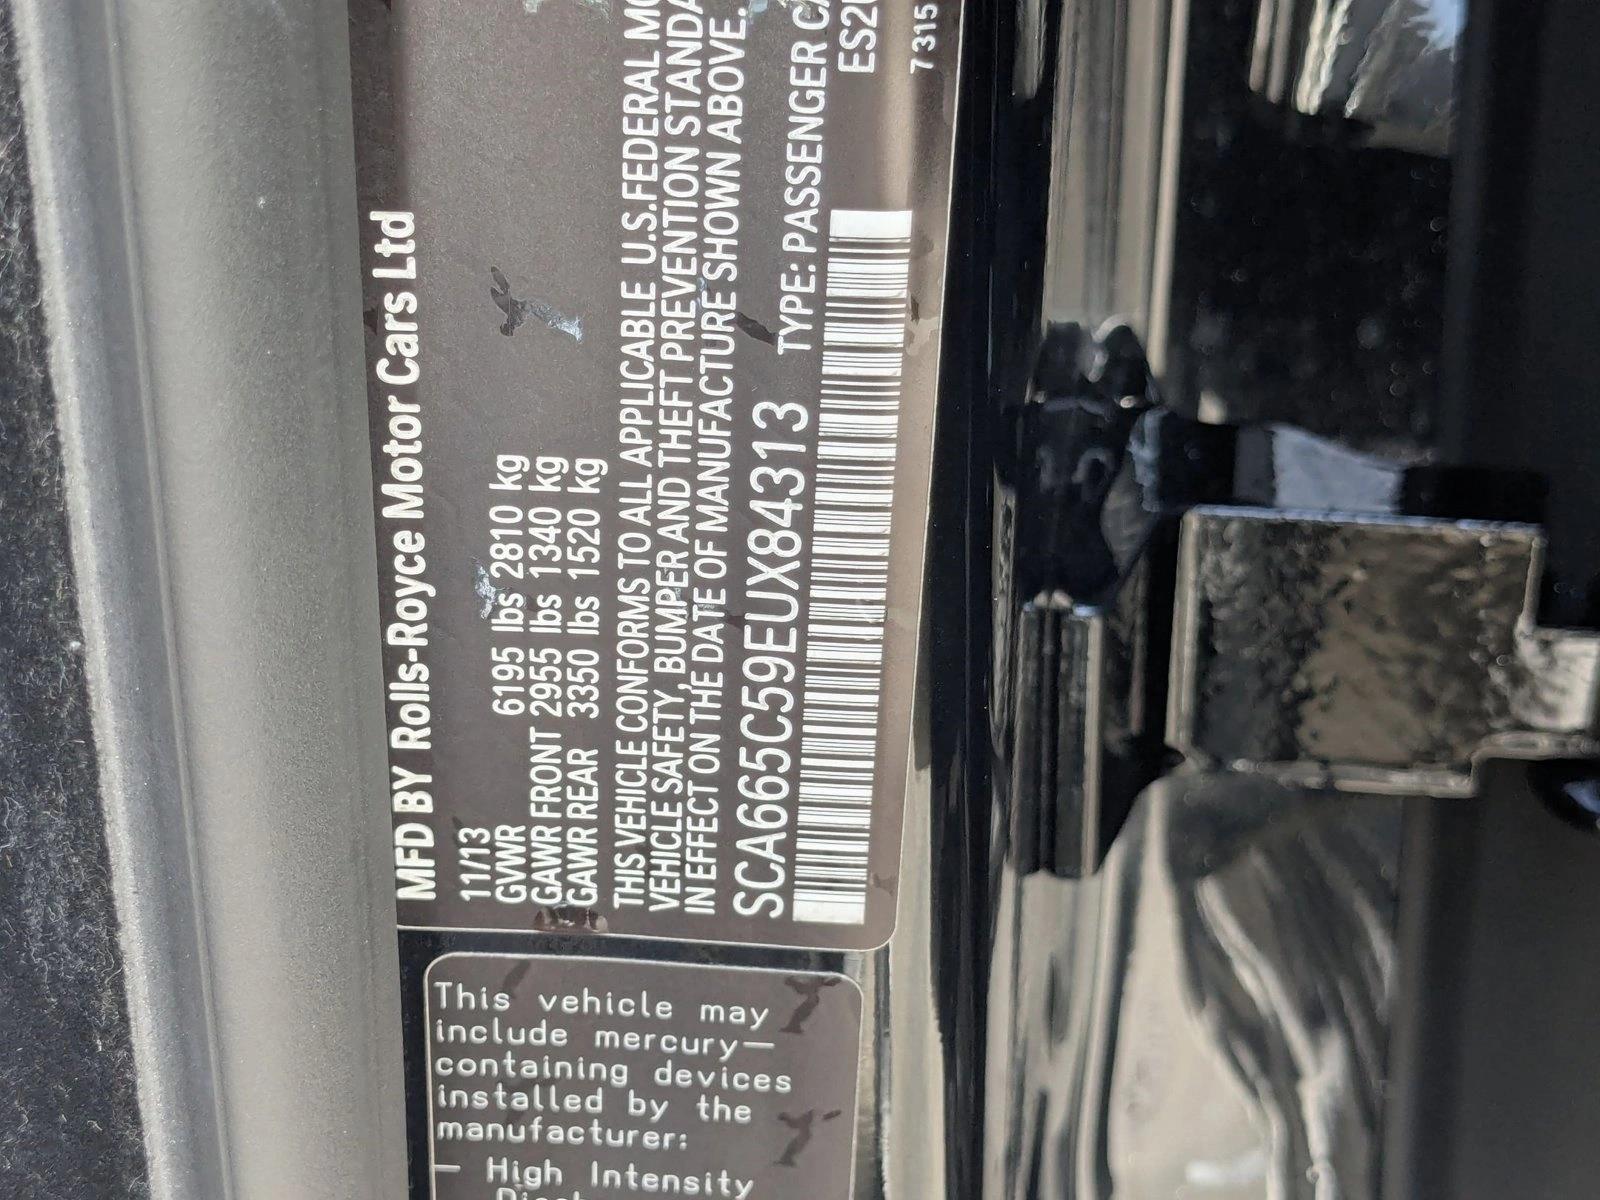 MFD BY Rolls-Royce Motor Cars Ltd
11/13
GVWR 6195 lbs 2810 kg
GAWR FRONT 2955 lbs 1340 kg
GAWR REAR 3350 lbs 1520 kg
THIS VEHICLE CONFORMS TO ALL APPLICABLE U.S.FEDERAL
VEHICLE SAFETY, BUMPER AND THEFT PREVENTION
IN EFFECT ON THE DATE OF MANUFACTURE SHOWN ABOVE.
SCA665C59EUX84313 TYPE: PASSENGER
This vehicle may
include mercury—
containing devices
installed by the
manufacturer:
— High Intensity